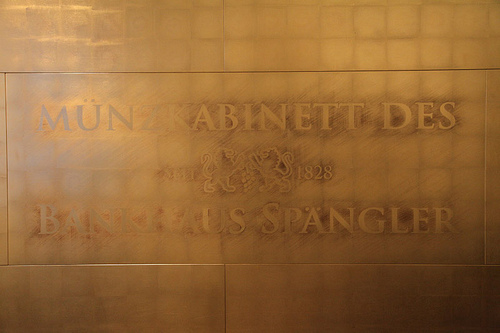 MÜNZKABINETT DES
SEIT 1828
BANKHAUS SPÄNGLER